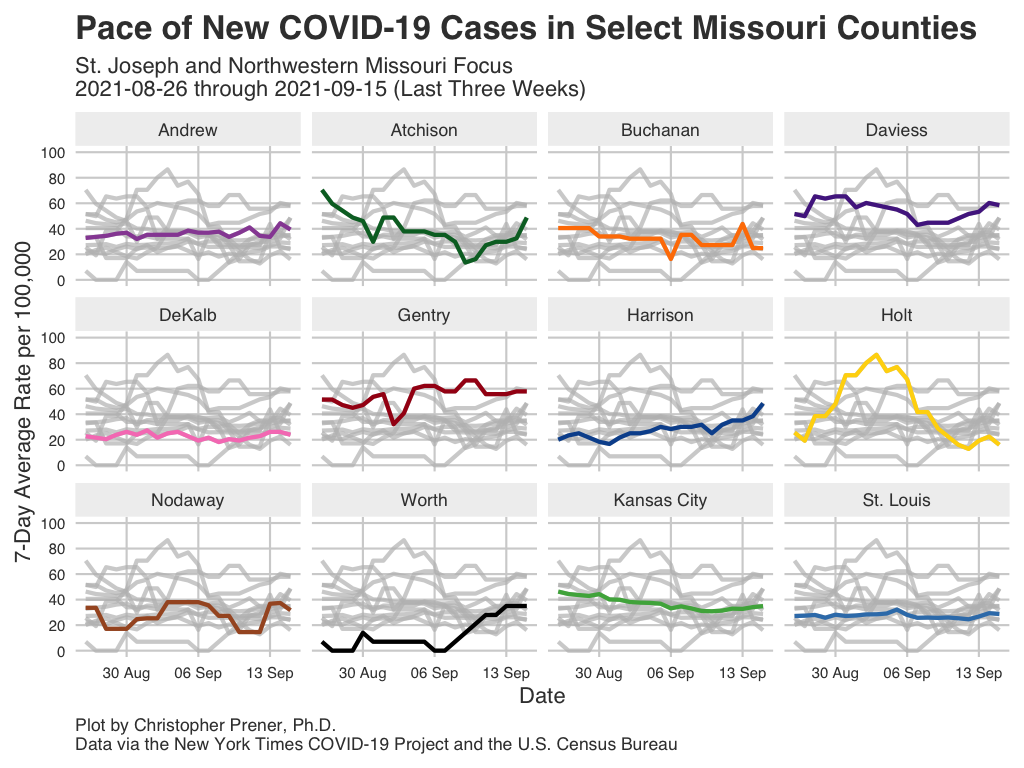 Pace of New COVID-19 Cases in Select Missouri Counties
St. Joseph and Northwestern Missouri Focus
2021-08-26 through 2021-09-15 (Last Three Weeks)
7-Day Average Rate per 100,000
Andrew Atchison Buchanan Daviess
100
80
60
40
20
0
DeKalb Gentry Harrison Holt
100
80
60
40
20
0
Nodaway Worth Kansas City St. Louis
100
80
60
40
20
0
30 Aug 06 Sep 13 Sep 30 Aug 06 Sep 13 Sep 30 Aug 06 Sep 13 Sep 30 Aug 06 Sep 13 Sep
Date
Plot by Christopher Prener, Ph.D.
Data via the New York Times COVID-19 Project and the U.S. Census Bureau